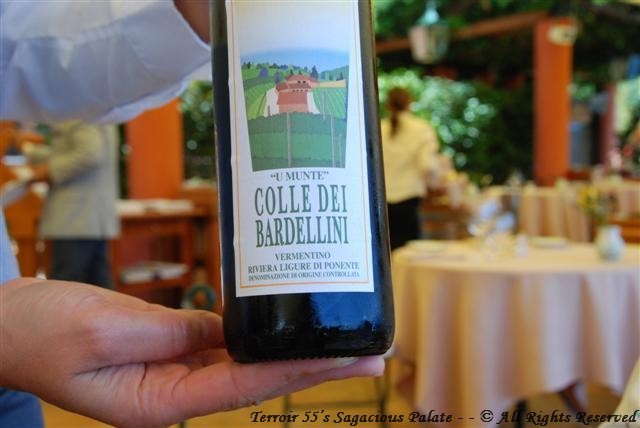 "U MUNTE"
COLLE DEI
BARDELLINI
VERMENTINO
RIVIERA LIGURE DI PONENTE
DENOMINAZIONE DI ORIGINE CONTROLLATA
Terroir 55's Sagacious Palate - - © All Rights Reserved